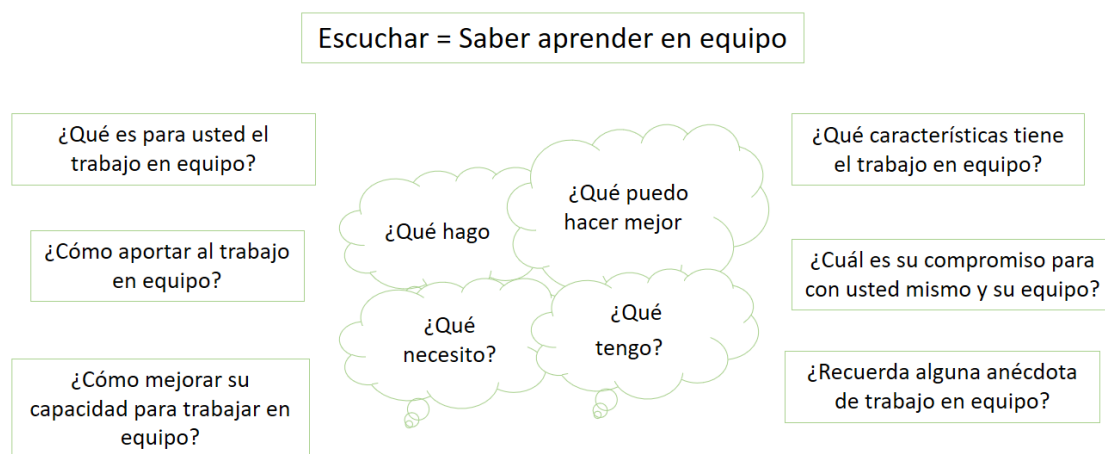 Escuchar = Saber aprender en equipo
¿Qué es para usted el
trabajo en equipo?
¿Cómo aportar al trabajo
en equipo?
¿Cómo mejorar su
capacidad para trabajar en
equipo?
¿Qué hago
¿Qué puedo
hacer mejor
¿Qué
necesito?
¿Qué
tengo?
¿Qué característicás tiene
el trabajo en equipo?
¿Cuál es su compromiso para
con usted mismo y su equipo?
¿Recuerda alguna anécdota
de trabajo en equipo?